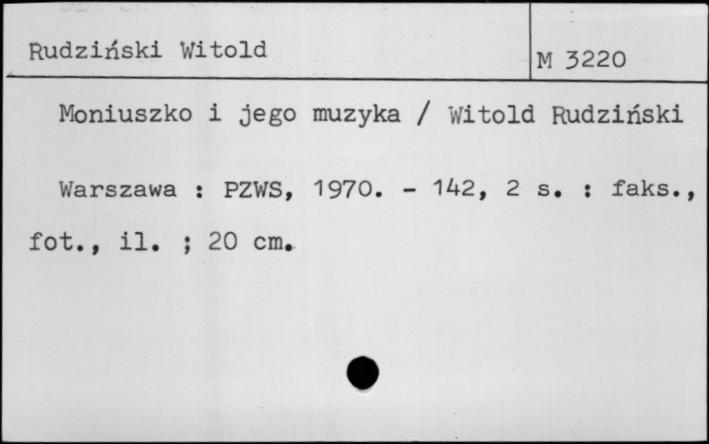 Rudziński Witold
M 3220
Moniuszko i jego muzyka / Witold Rudziński
Warszawa : PZWS, 1970. - 142, 2 s. : faks.,
fot., il. ; 20 cm.